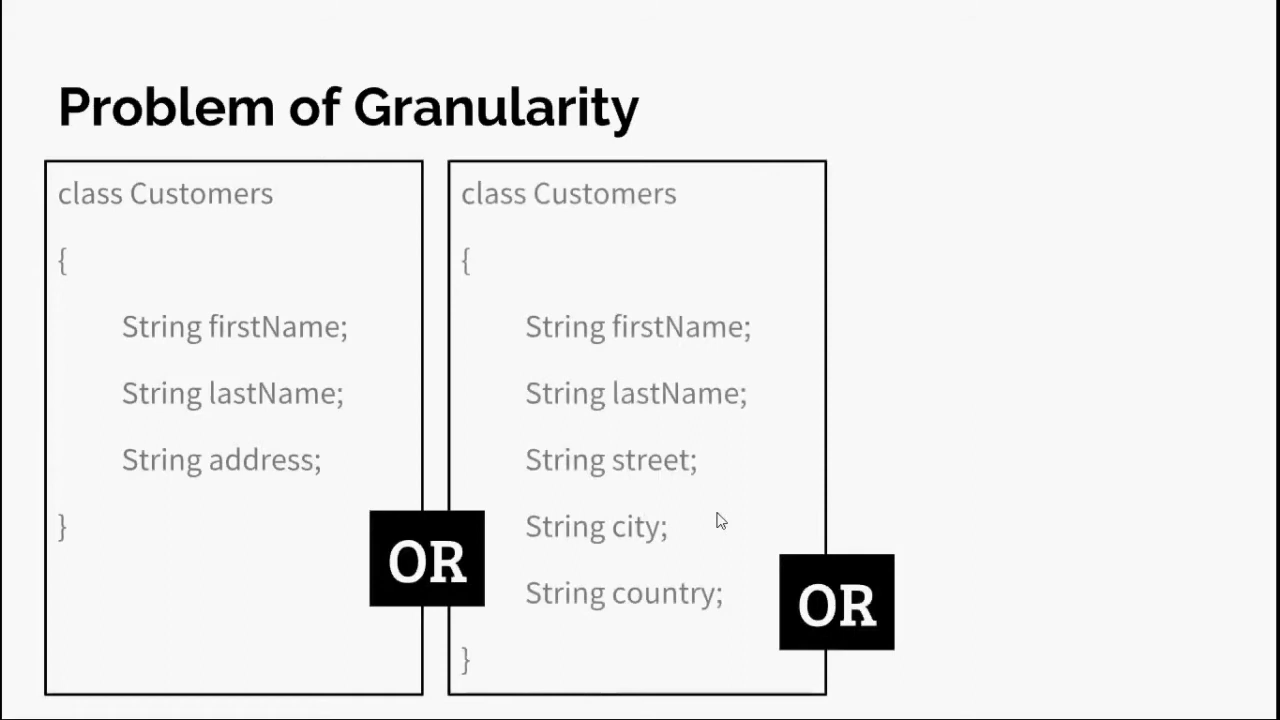 Problem of Granularity
class Customers
{
String firstName;
String lastName;
String address;
}
OR
class Customers
{
String firstName;
String lastName;
String street;
String city;
String country;
}
OR